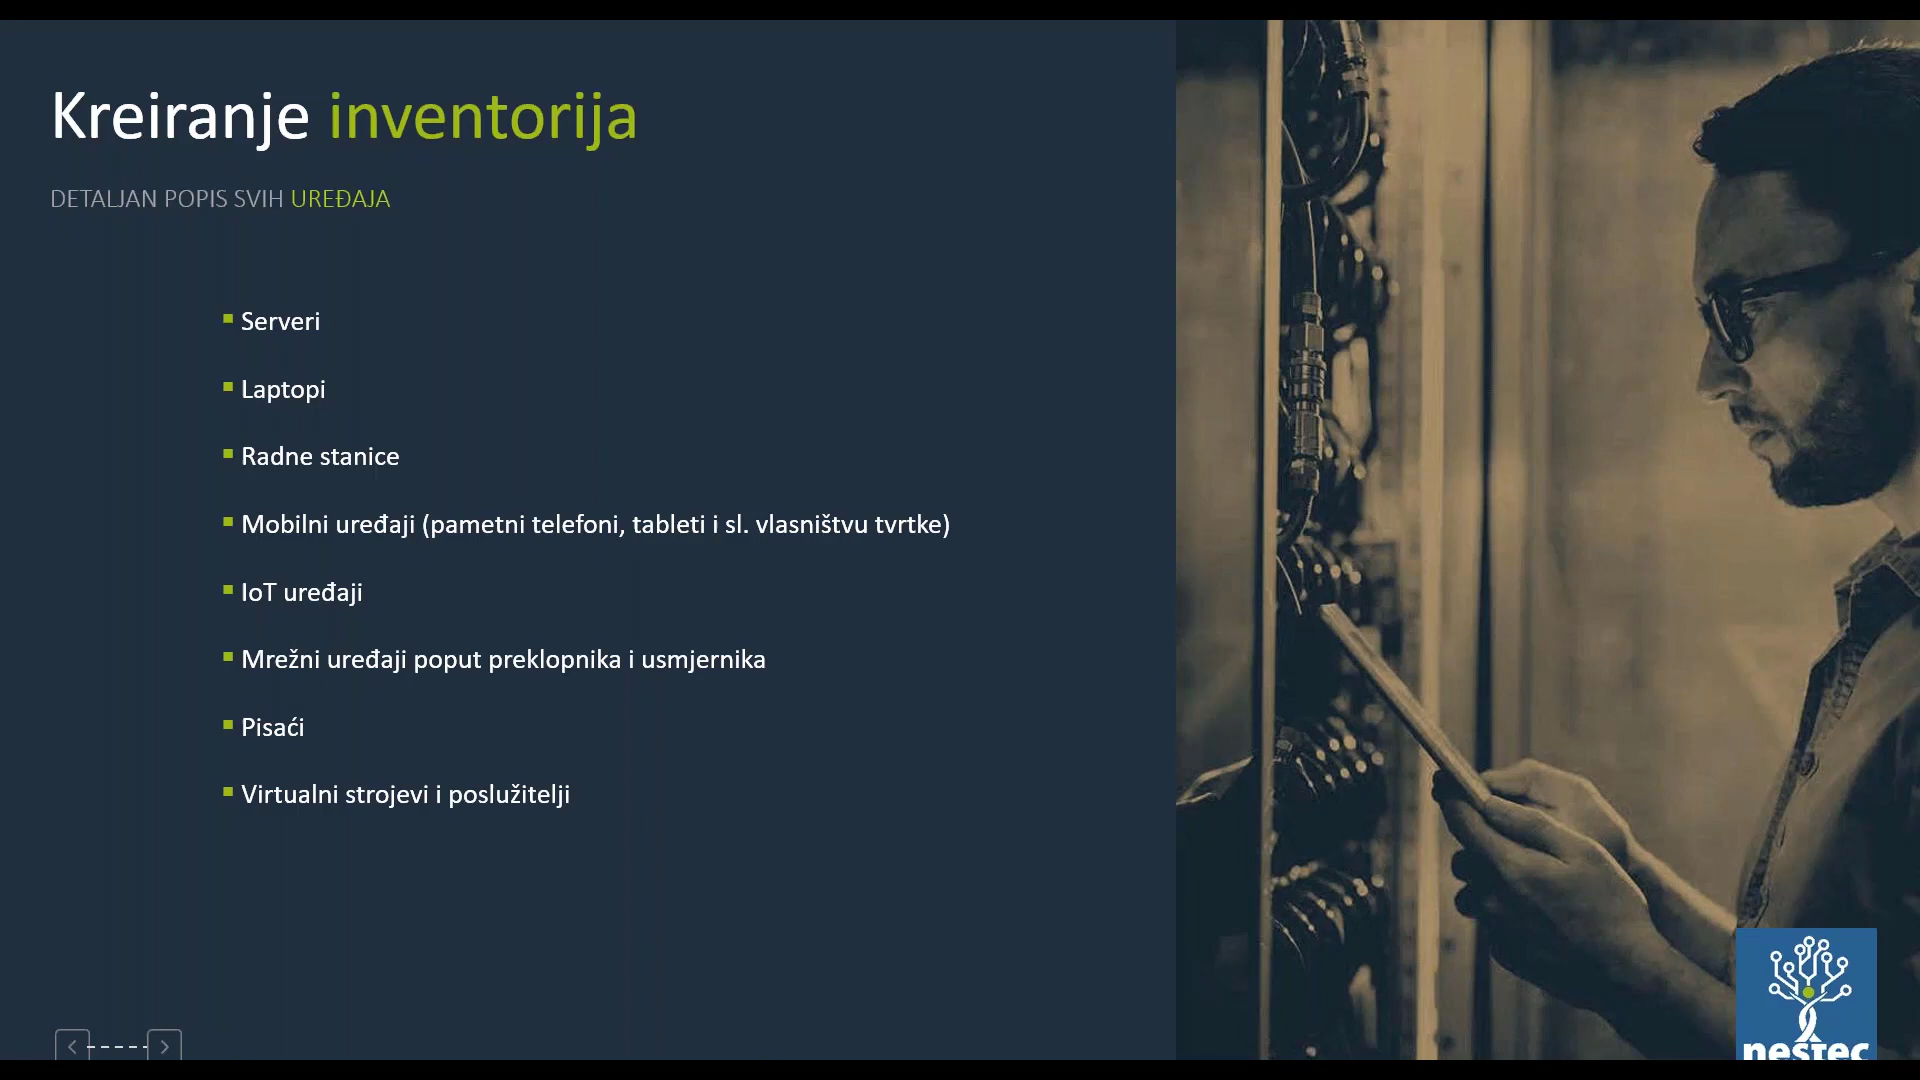 Kreiranje inventorija
DETALJAN POPIS SVIH UREĐAJA
Serveri
Laptopi
Radne stanice
Mobilni uređaji (pametni telefoni, tableti i sl. vlasništvu tvrtke)
IoT uređaji
Mrežni uređaji poput preklopnika i usmjernika
Pisaći
Virtualni strojevi i poslužitelji
nestec